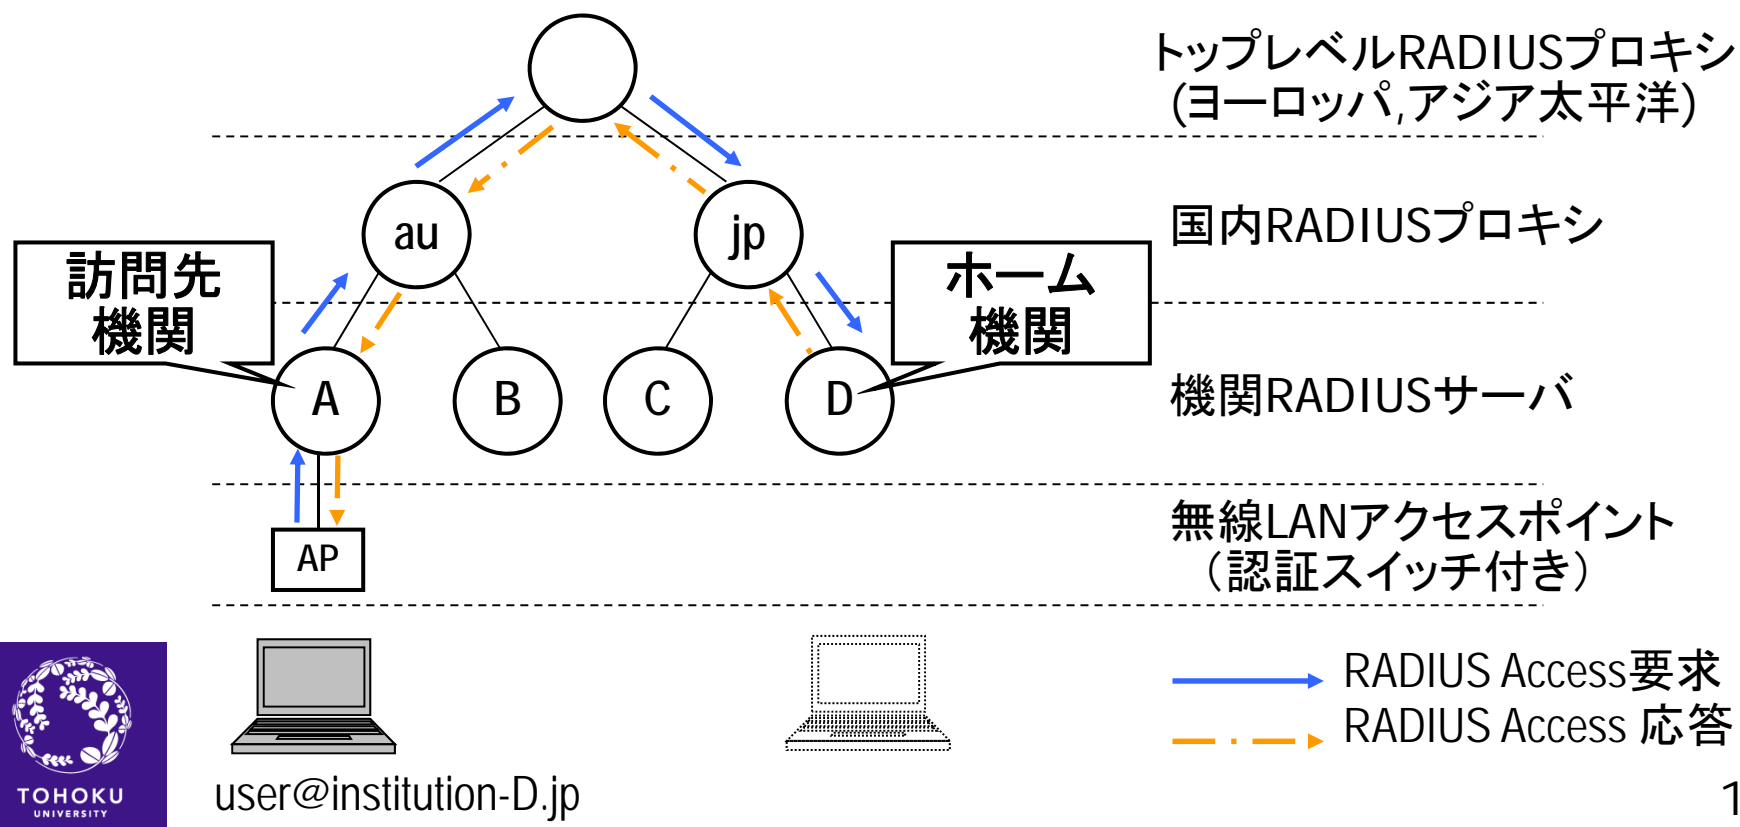 トップレベルRADIUSプロキシ
(ヨーロッパ,アジア太平洋)
au
jp
国内RADIUSプロキシ
訪問先
機関
ホーム
機関
A
B
C
D
機関RADIUSサーバ
AP
無線LANアクセスポイント
（認証スイッチ付き）
RADIUS Access要求
RADIUS Access 応答
TOHOKU
UNIVERSITY
user@institution-D.jp
1